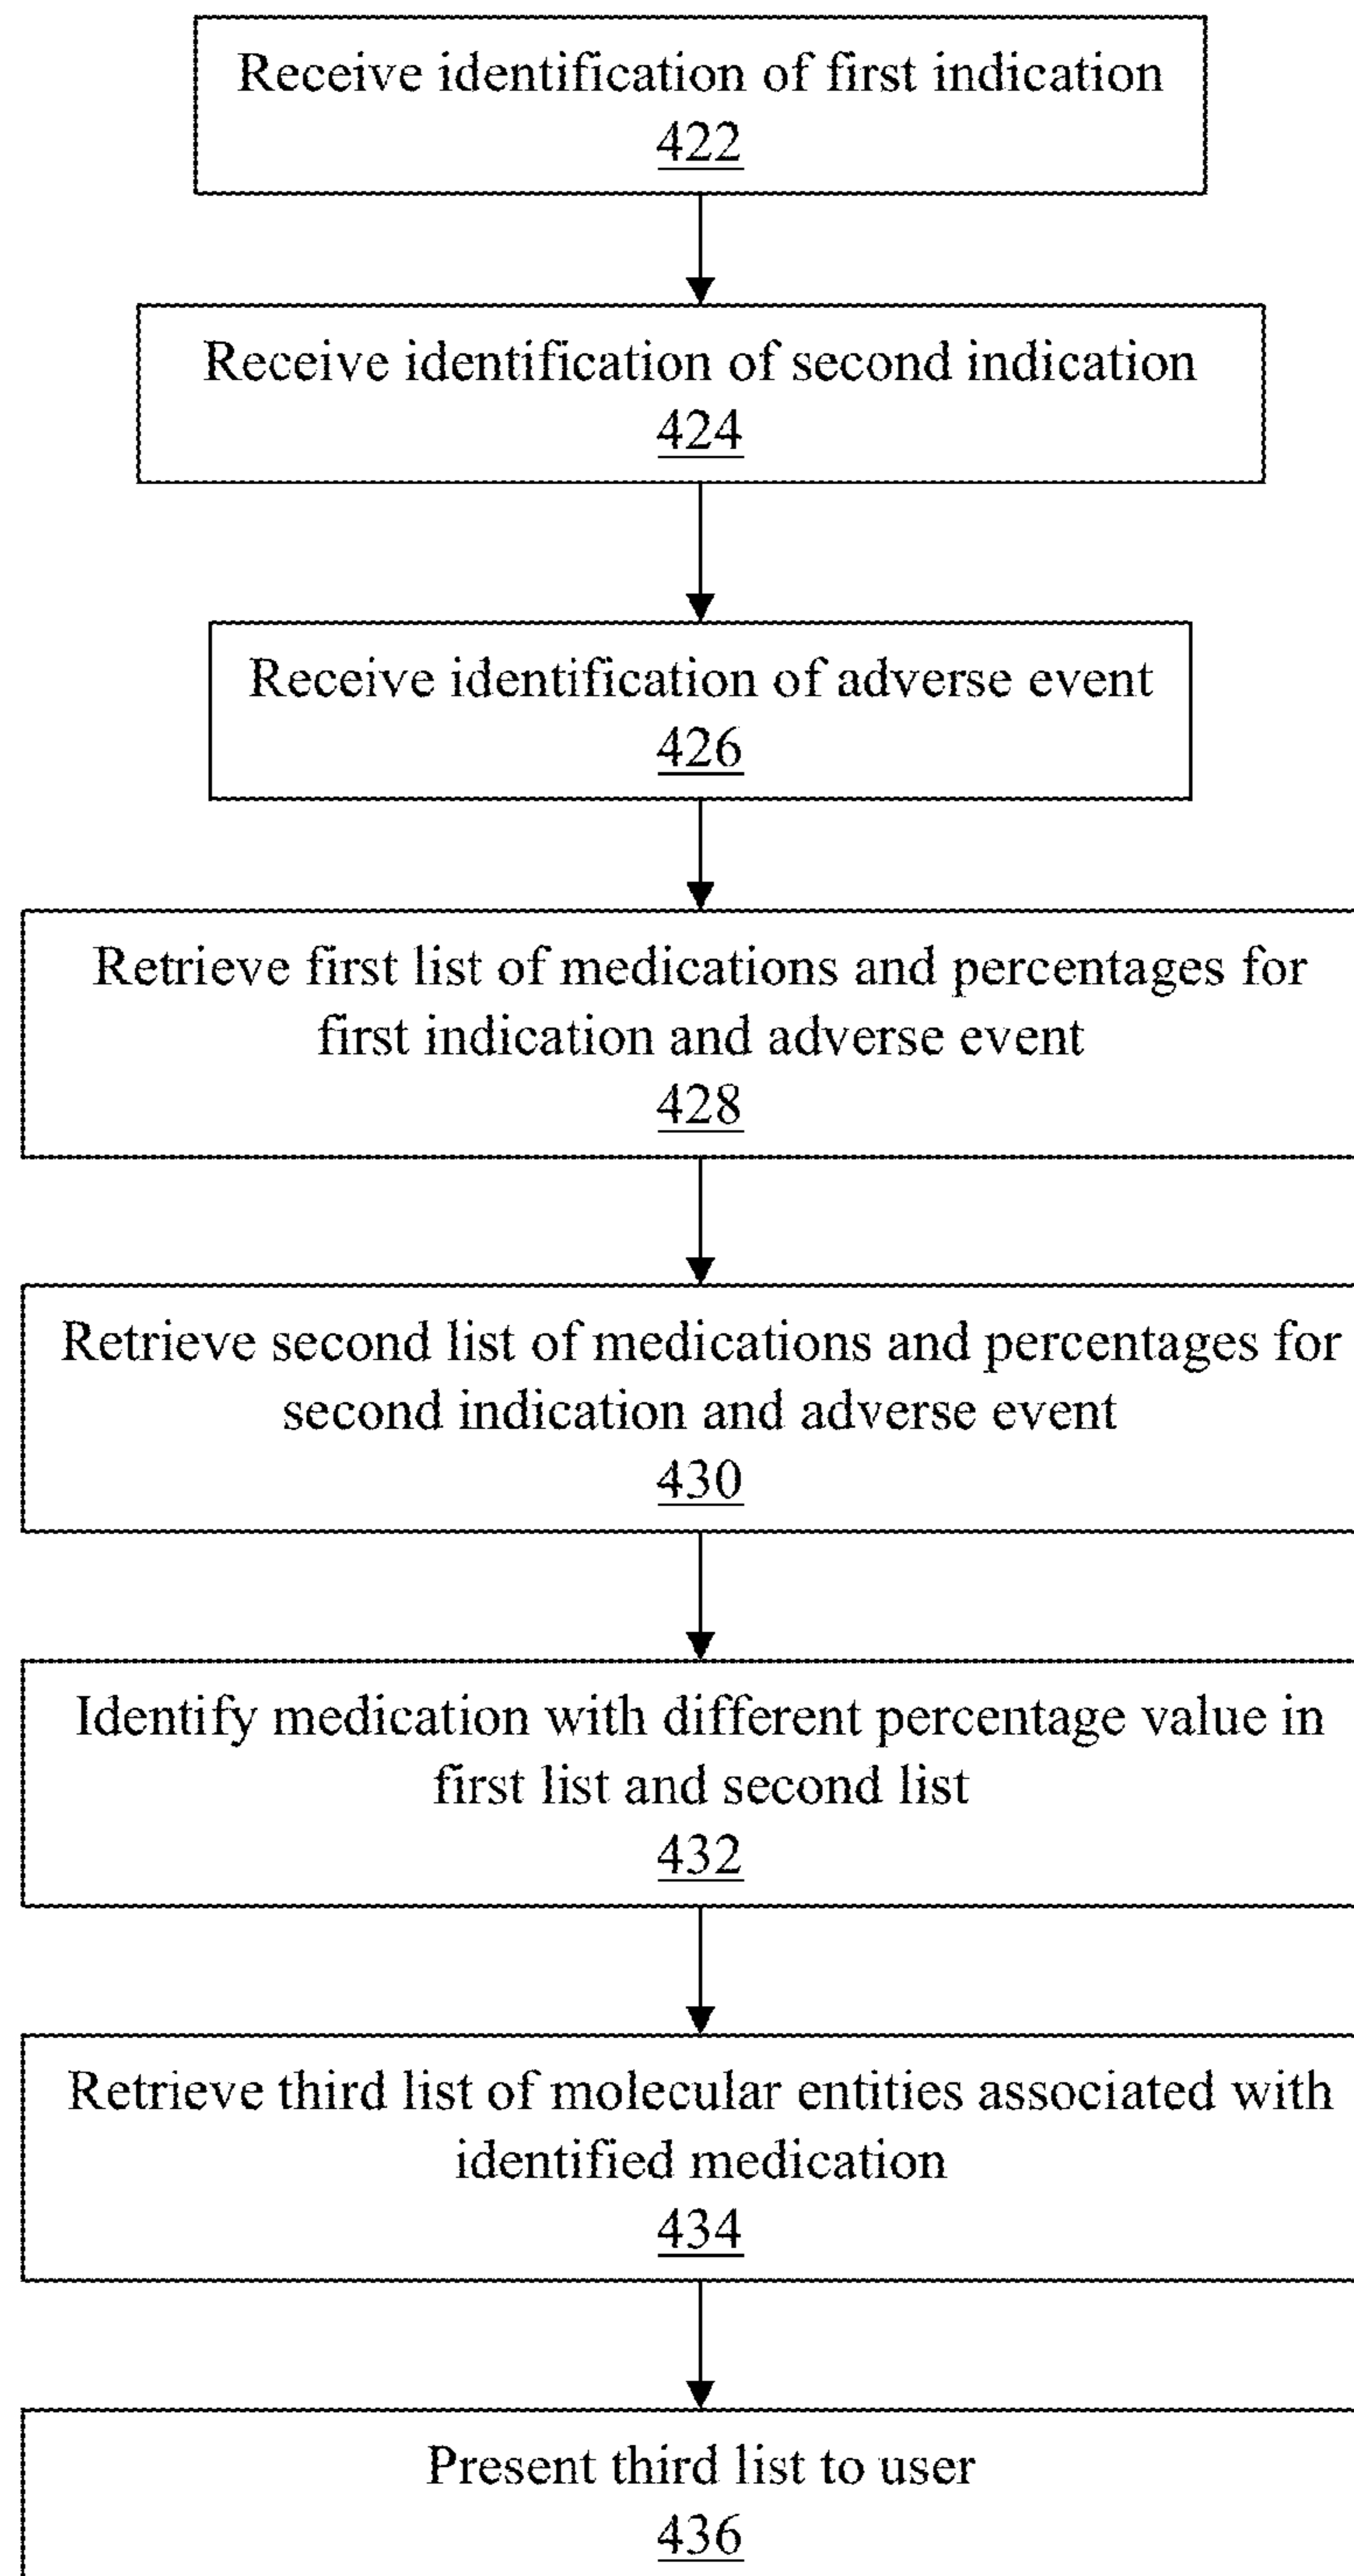 Receive identification of first indication
422
Receive identification of second indication
424
Receive identification of adverse event
426
Retrieve first list of medications and percentages for
first indication and adverse event
428
Retrieve second list of medications and percentages for
second indication and adverse event
430
Identify medication with different percentage value in
first list and second list
432
Retrieve third list of molecular entities associated with
identified medication
434
Present third list to user
436